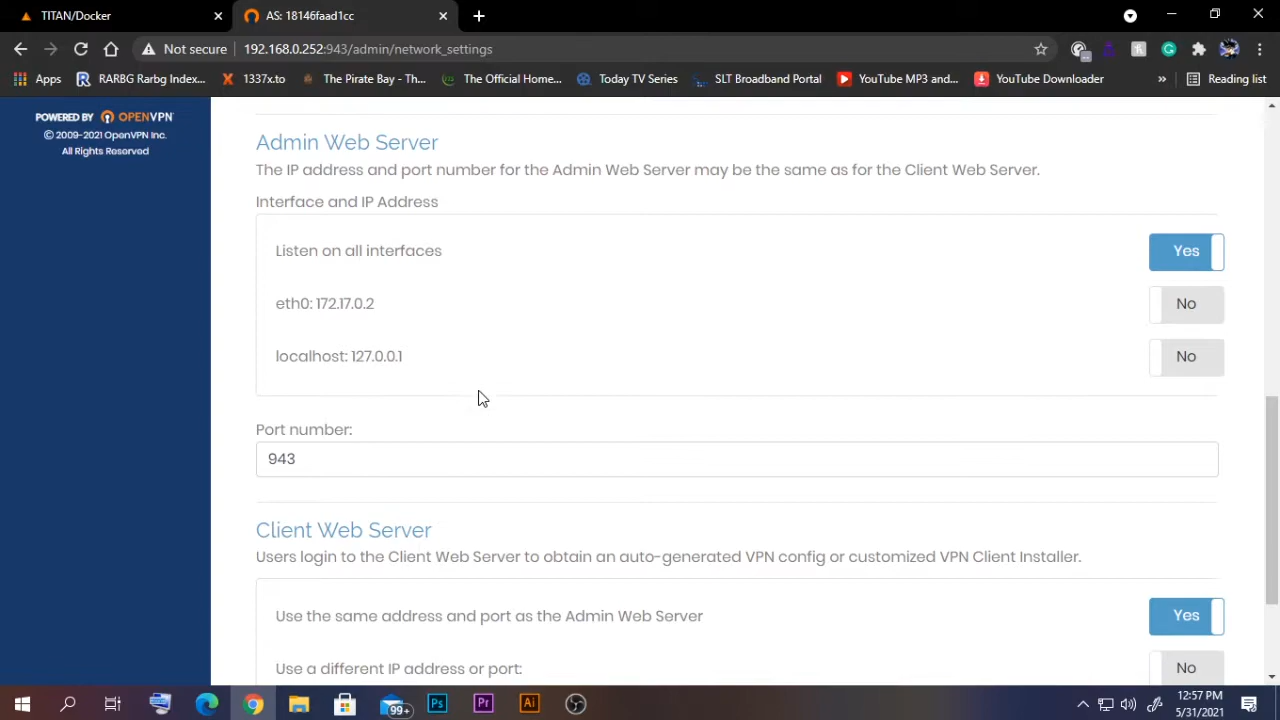 TITAN/Docker
AS: 18146faad1cc
Not secure
192.168.0.252:943/admin/network_settings
Apps
RARBG Rarbg Index...
1337x.to
The Pirate Bay - Th...
The Official Home...
Today TV Series
SLT Broadband Portal
YouTube MP3 and...
YouTube Downloader
»
Reading list
POWERED BY OPENVPN
© 2009-2021 OpenVPN Inc.
All Rights Reserved
Admin Web Server
The IP address and port number for the Admin Web Server may be the same as for the Client Web Server.
Interface and IP Address
Listen on all interfaces
Yes
eth0: 172.17.0.2
No
localhost: 127.0.0.1
No
Port number:
943
Client Web Server
Users login to the Client Web Server to obtain an auto-generated VPN config or customized VPN Client Installer.
Use the same address and port as the Admin Web Server
Yes
Use a different IP address or port:
No
99+
Ps
Pr
Ai
12:57 PM
5/31/2021